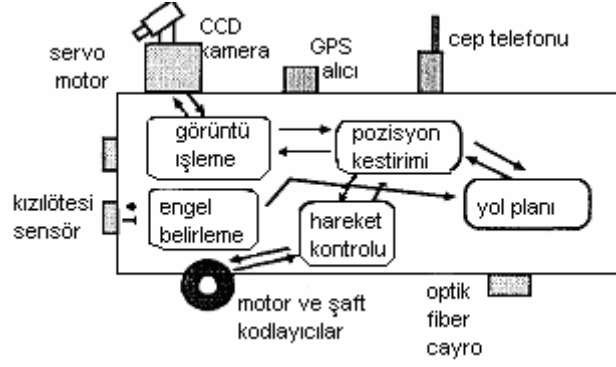 CCD
kamera
servo
motor
GPS
alıcı
cep telefonu
görüntü
ışleme
pozisyon
kestirimi
kızılötesi
sensör
engel
belirleme
hareket
kontrolu
yol planı
motor ve şaft
kodlayıcılar
optik
fiber
cayro